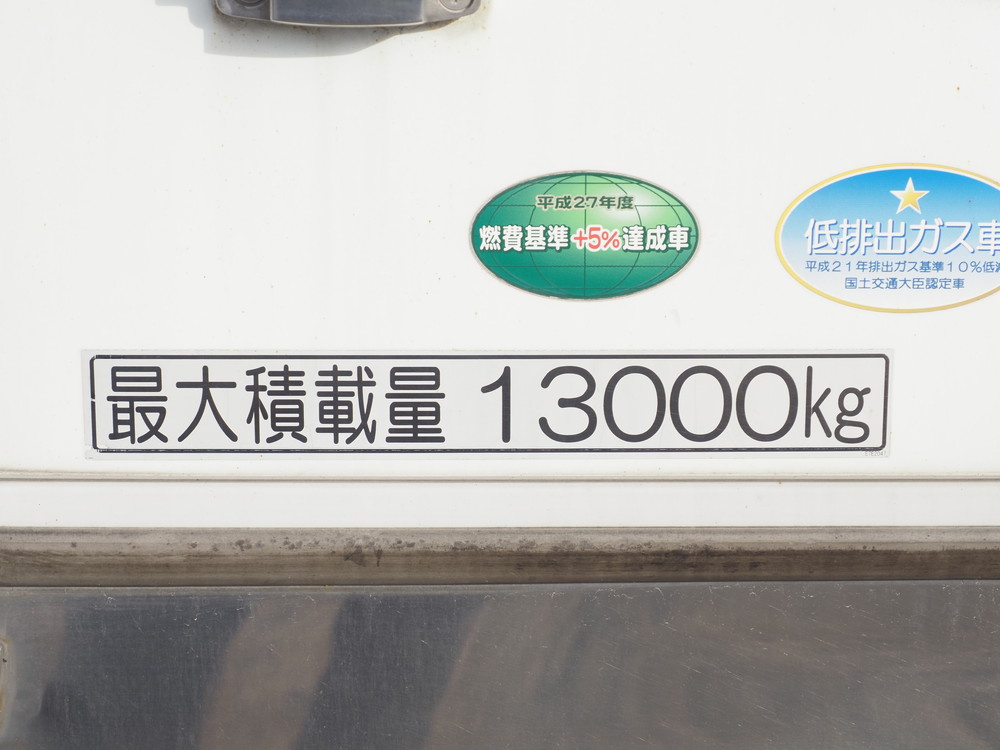 平成27年度
燃費基準+5%達成車
低排出ガス車
平成21年排出ガス基準10%低減
国土交通大臣認定車
最大積載量 13000kg